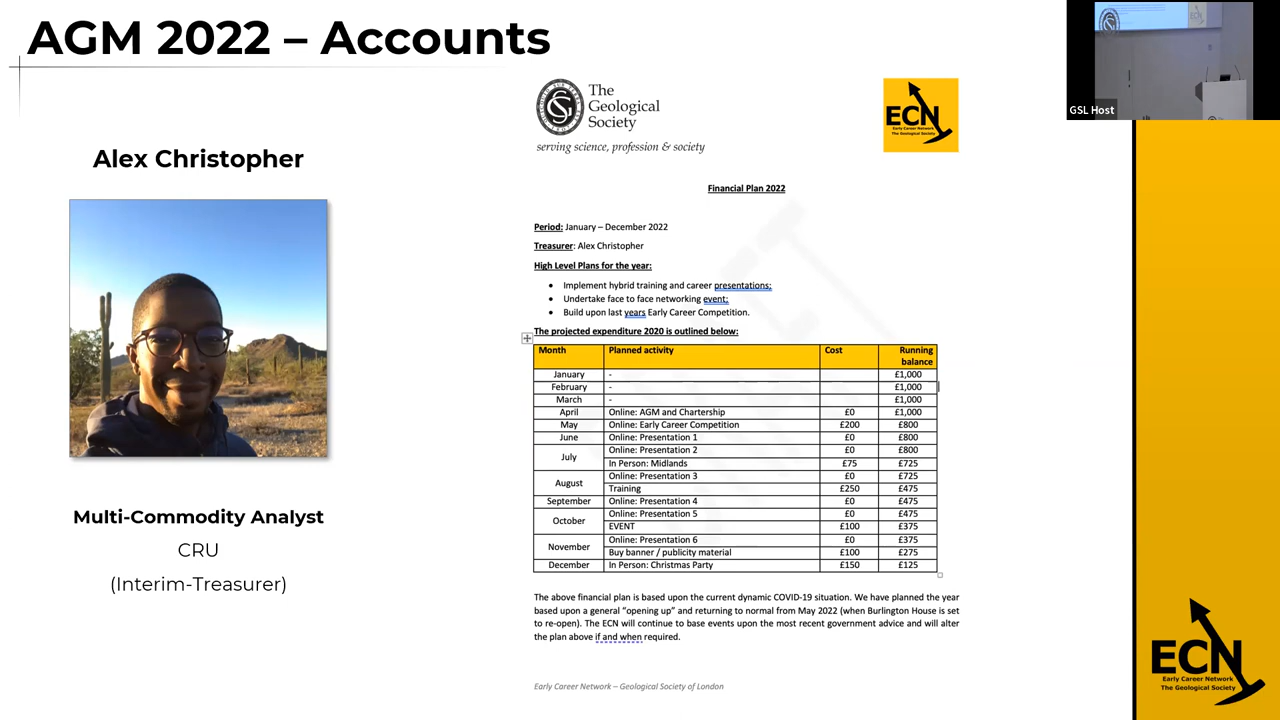 AGM 2022 – Accounts
GSL Host
Alex Christopher
Multi-Commodity Analyst
CRU
(Interim-Treasurer)
The
Geological
Society
serving science, profession & society
ECN
Early Career Network
The Geological Society
Financial Plan 2022
Period: January – December 2022
Treasurer: Alex Christopher
High Level Plans for the year:
• Implement hybrid training and career presentations;
• Undertake face to face networking event;
• Build upon last years Early Career Competition.
The projected expenditure 2020 is outlined below:
Month Planned activity Cost Running balance
January - £1,000
February - £1,000
March - £1,000
April Online: AGM and Chartership £0 £1,000
May Online: Early Career Competition £200 £800
June Online: Presentation 1 £0 £800
July Online: Presentation 2 £0 £800
In Person: Midlands £75 £725
August Online: Presentation 3 £0 £725
Training £250 £475
September Online: Presentation 4 £0 £475
October Online: Presentation 5 £0 £475
EVENT £100 £375
November Online: Presentation 6 £0 £375
Buy banner / publicity material £100 £275
December In Person: Christmas Party £150 £125
The above financial plan is based upon the current dynamic COVID-19 situation. We have planned the year
based upon a general “opening up” and returning to normal from May 2022 (when Burlington House is set
to re-open). The ECN will continue to base events upon the most recent government advice and will alter
the plan above if and when required.
Early Career Network – Geological Society of London
ECN
Early Career Network
The Geological Society